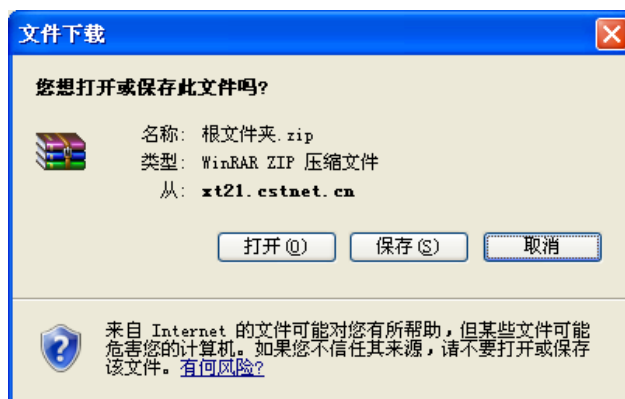 文件下载
您想打开或保存此文件吗?
名称: 根文件夹.zip
类型: WinRAR ZIP 压缩文件
从: xt21.cstnet.cn
打开(O) 保存(S) 取消
来自 Internet 的文件可能对您有所帮助，但某些文件可能
危害您的计算机。如果您不信任其来源，请不要打开或保存
该文件。有何风险?